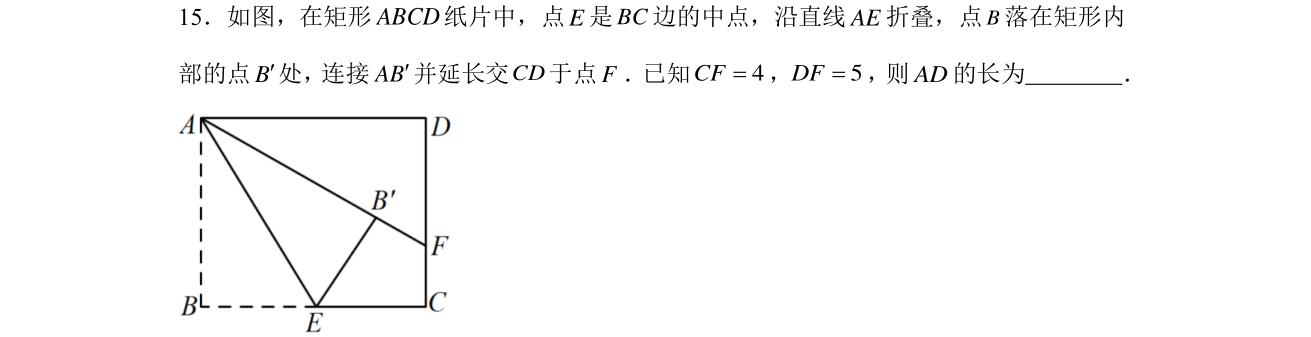 15．如图，在矩形ABCD纸片中，点E是BC边的中点，沿直线AE折叠，点B落在矩形内
部的点B′处，连接AB′并延长交CD于点F．已知CF=4，DF=5，则AD的长为________．
A
D
B′
F
B
C
E